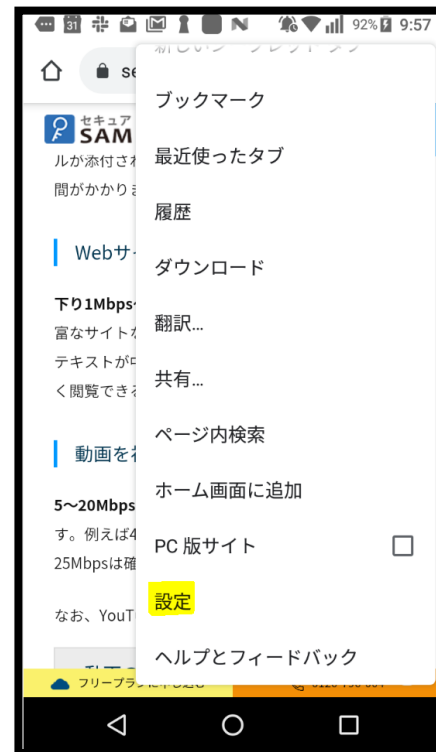 31
92%
9:57
se
セキュア
SAM
ルが添付され
間がかかりま
Webサ
下り1Mbps
富なサイト
テキストが
く閲覧できる
動画を
5～20Mbps
す。例えば4
25Mbpsは確
なお、YouT
ブックマーク
最近使ったタブ
履歴
ダウンロード
翻訳...
共有...
ページ内検索
ホーム画面に追加
PC 版サイト
設定
ヘルプとフィードバック
フリープラン